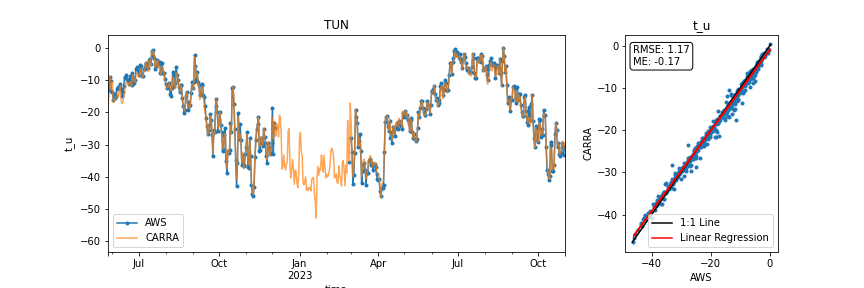 TUN
t_u
0
−10
−20
−30
−40
−50
−60
t_u
AWS
CARRA
Jul
Oct
Jan
2023
Apr
Jul
Oct
t_u
RMSE: 1.17
ME: -0.17
CARRA
0
−10
−20
−30
−40
1:1 Line
Linear Regression
−40
−20
0
AWS